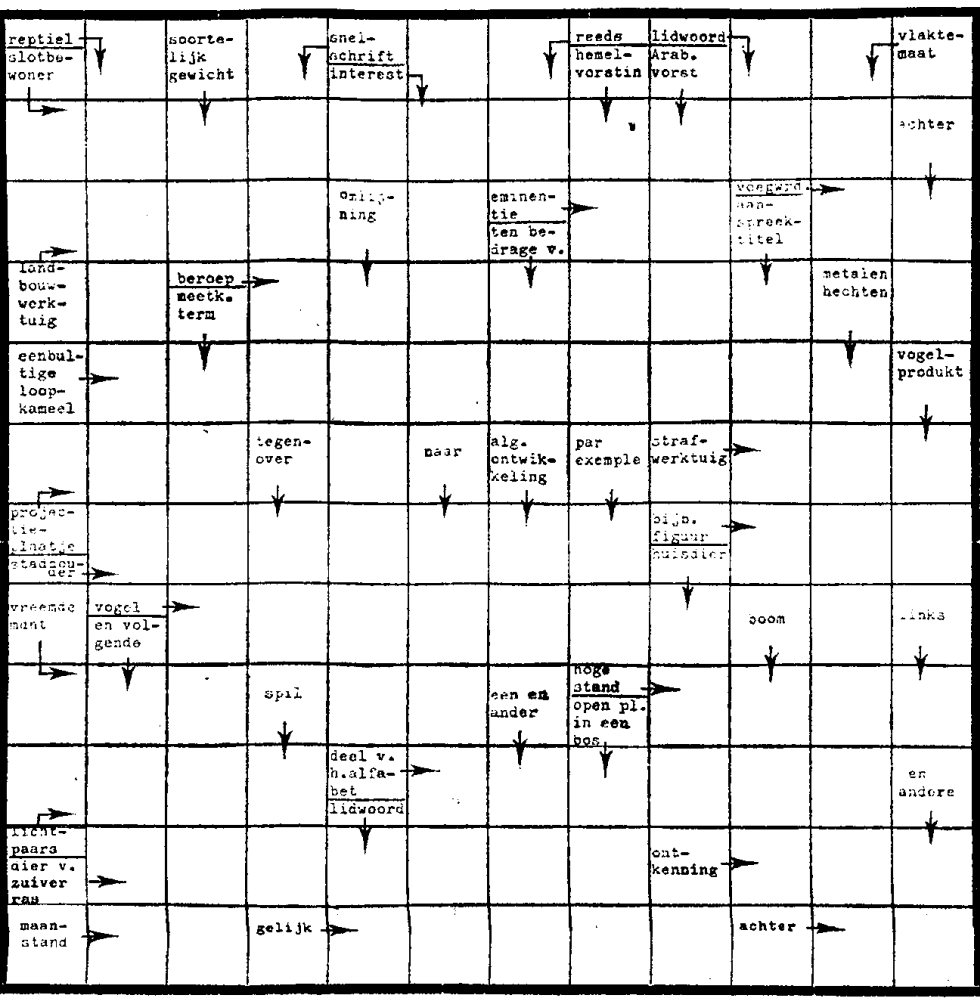 reptiel
slotbe-
woner
soorte-
lijk
gewicht
snel-
schrift
interest
reeds
hemel-
vorstin
lidwoord
Arab.
vorst
vlakte-
maat
achter
omlij-
ning
eminen-
tie
ten be-
drage v.
voegwrd.
aan-
spreek-
titel
land-
bouw-
werk-
tuig
beroep
meetk.
term
metalen
hechten
eenbul-
tige
loop-
kameel
vogel-
produkt
tegen-
over
naar
alg.
ontwik-
keling
par
exemple
straf-
werktuig
projec-
tie-
plaatje
stadhou-
der
bijb.
figuur
huisdier
vreemde
munt
vogel
en vol-
gende
boom
links
spil
een en
ander
hoge
stand
open pl.
in een
bos
deel v.
h.alfa-
bet
lidwoord
en
andere
licht-
paars
dier v.
zuiver
ras
ont-
kenning
maan-
stand
gelijk
achter